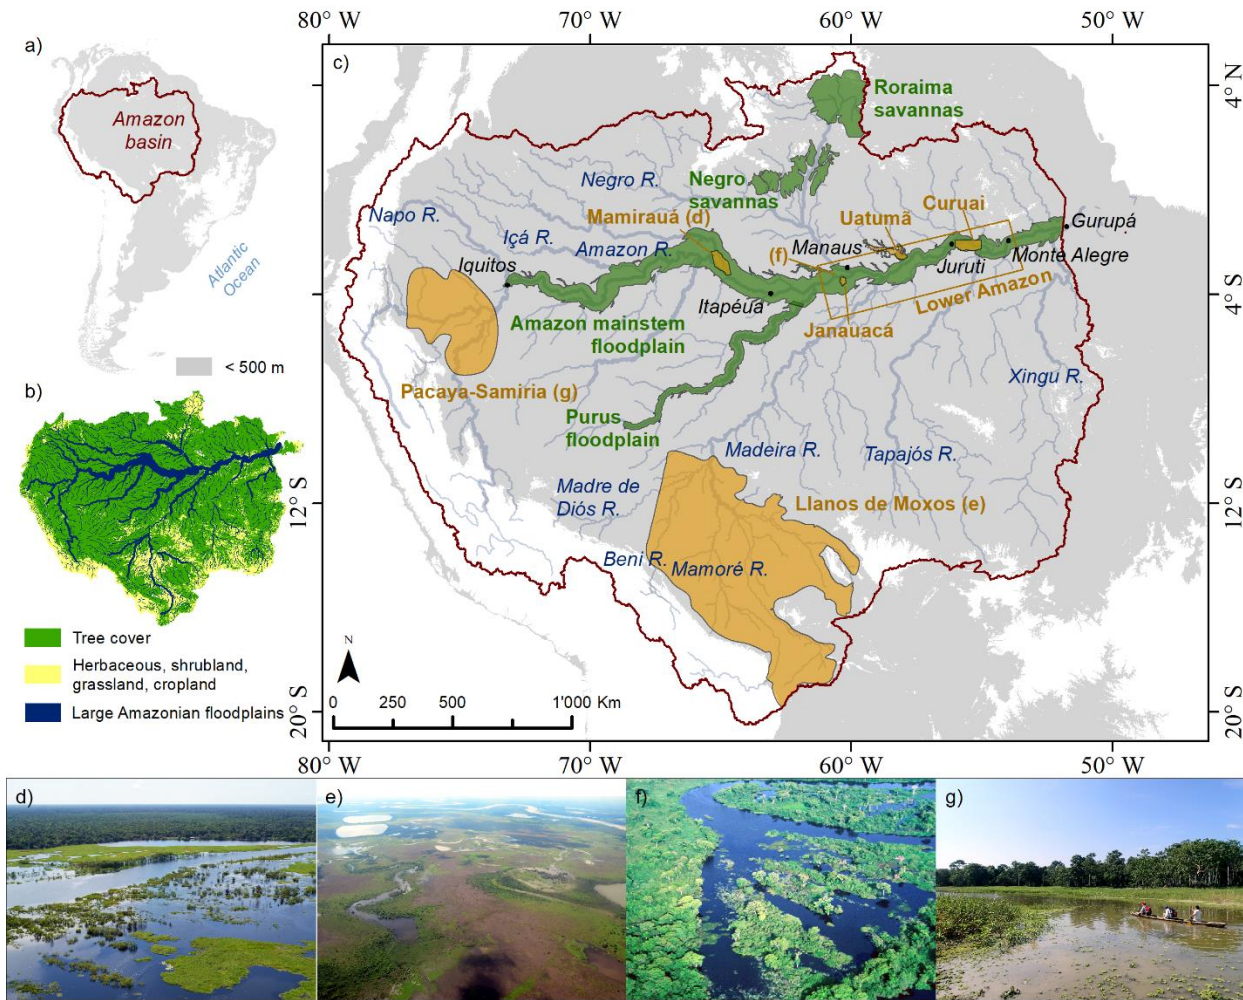 a)
Amazon
basin
Atlantic
Ocean
< 500 m
b)
Tree cover
Herbaceous, shrubland,
grassland, cropland
Large Amazonian floodplains
80° W
70° W
60° W
50° W
c)
4° N
4° S
12° S
20° S
12° S
20° S
Roraima
savannas
Negro R.
Negro
savannas
Napo R.
Mamirauá (d)
Uatumã
Curuai
Içá R.
Amazon R.
(f)
Manaus
Gurupá
Iquitos
Juruti
Monte Alegre
Itapéua
Lower Amazon
Amazon mainstem
floodplain
Janauacá
Xingu R.
Pacaya-Samiria (g)
Purus
floodplain
Madeira R.
Tapajós R.
Madre de
Diós R.
Llanos de Moxos (e)
Beni R.
Mamoré R.
N
0
250
500
1'000 Km
80° W
70° W
60° W
50° W
d)
e)
f)
g)